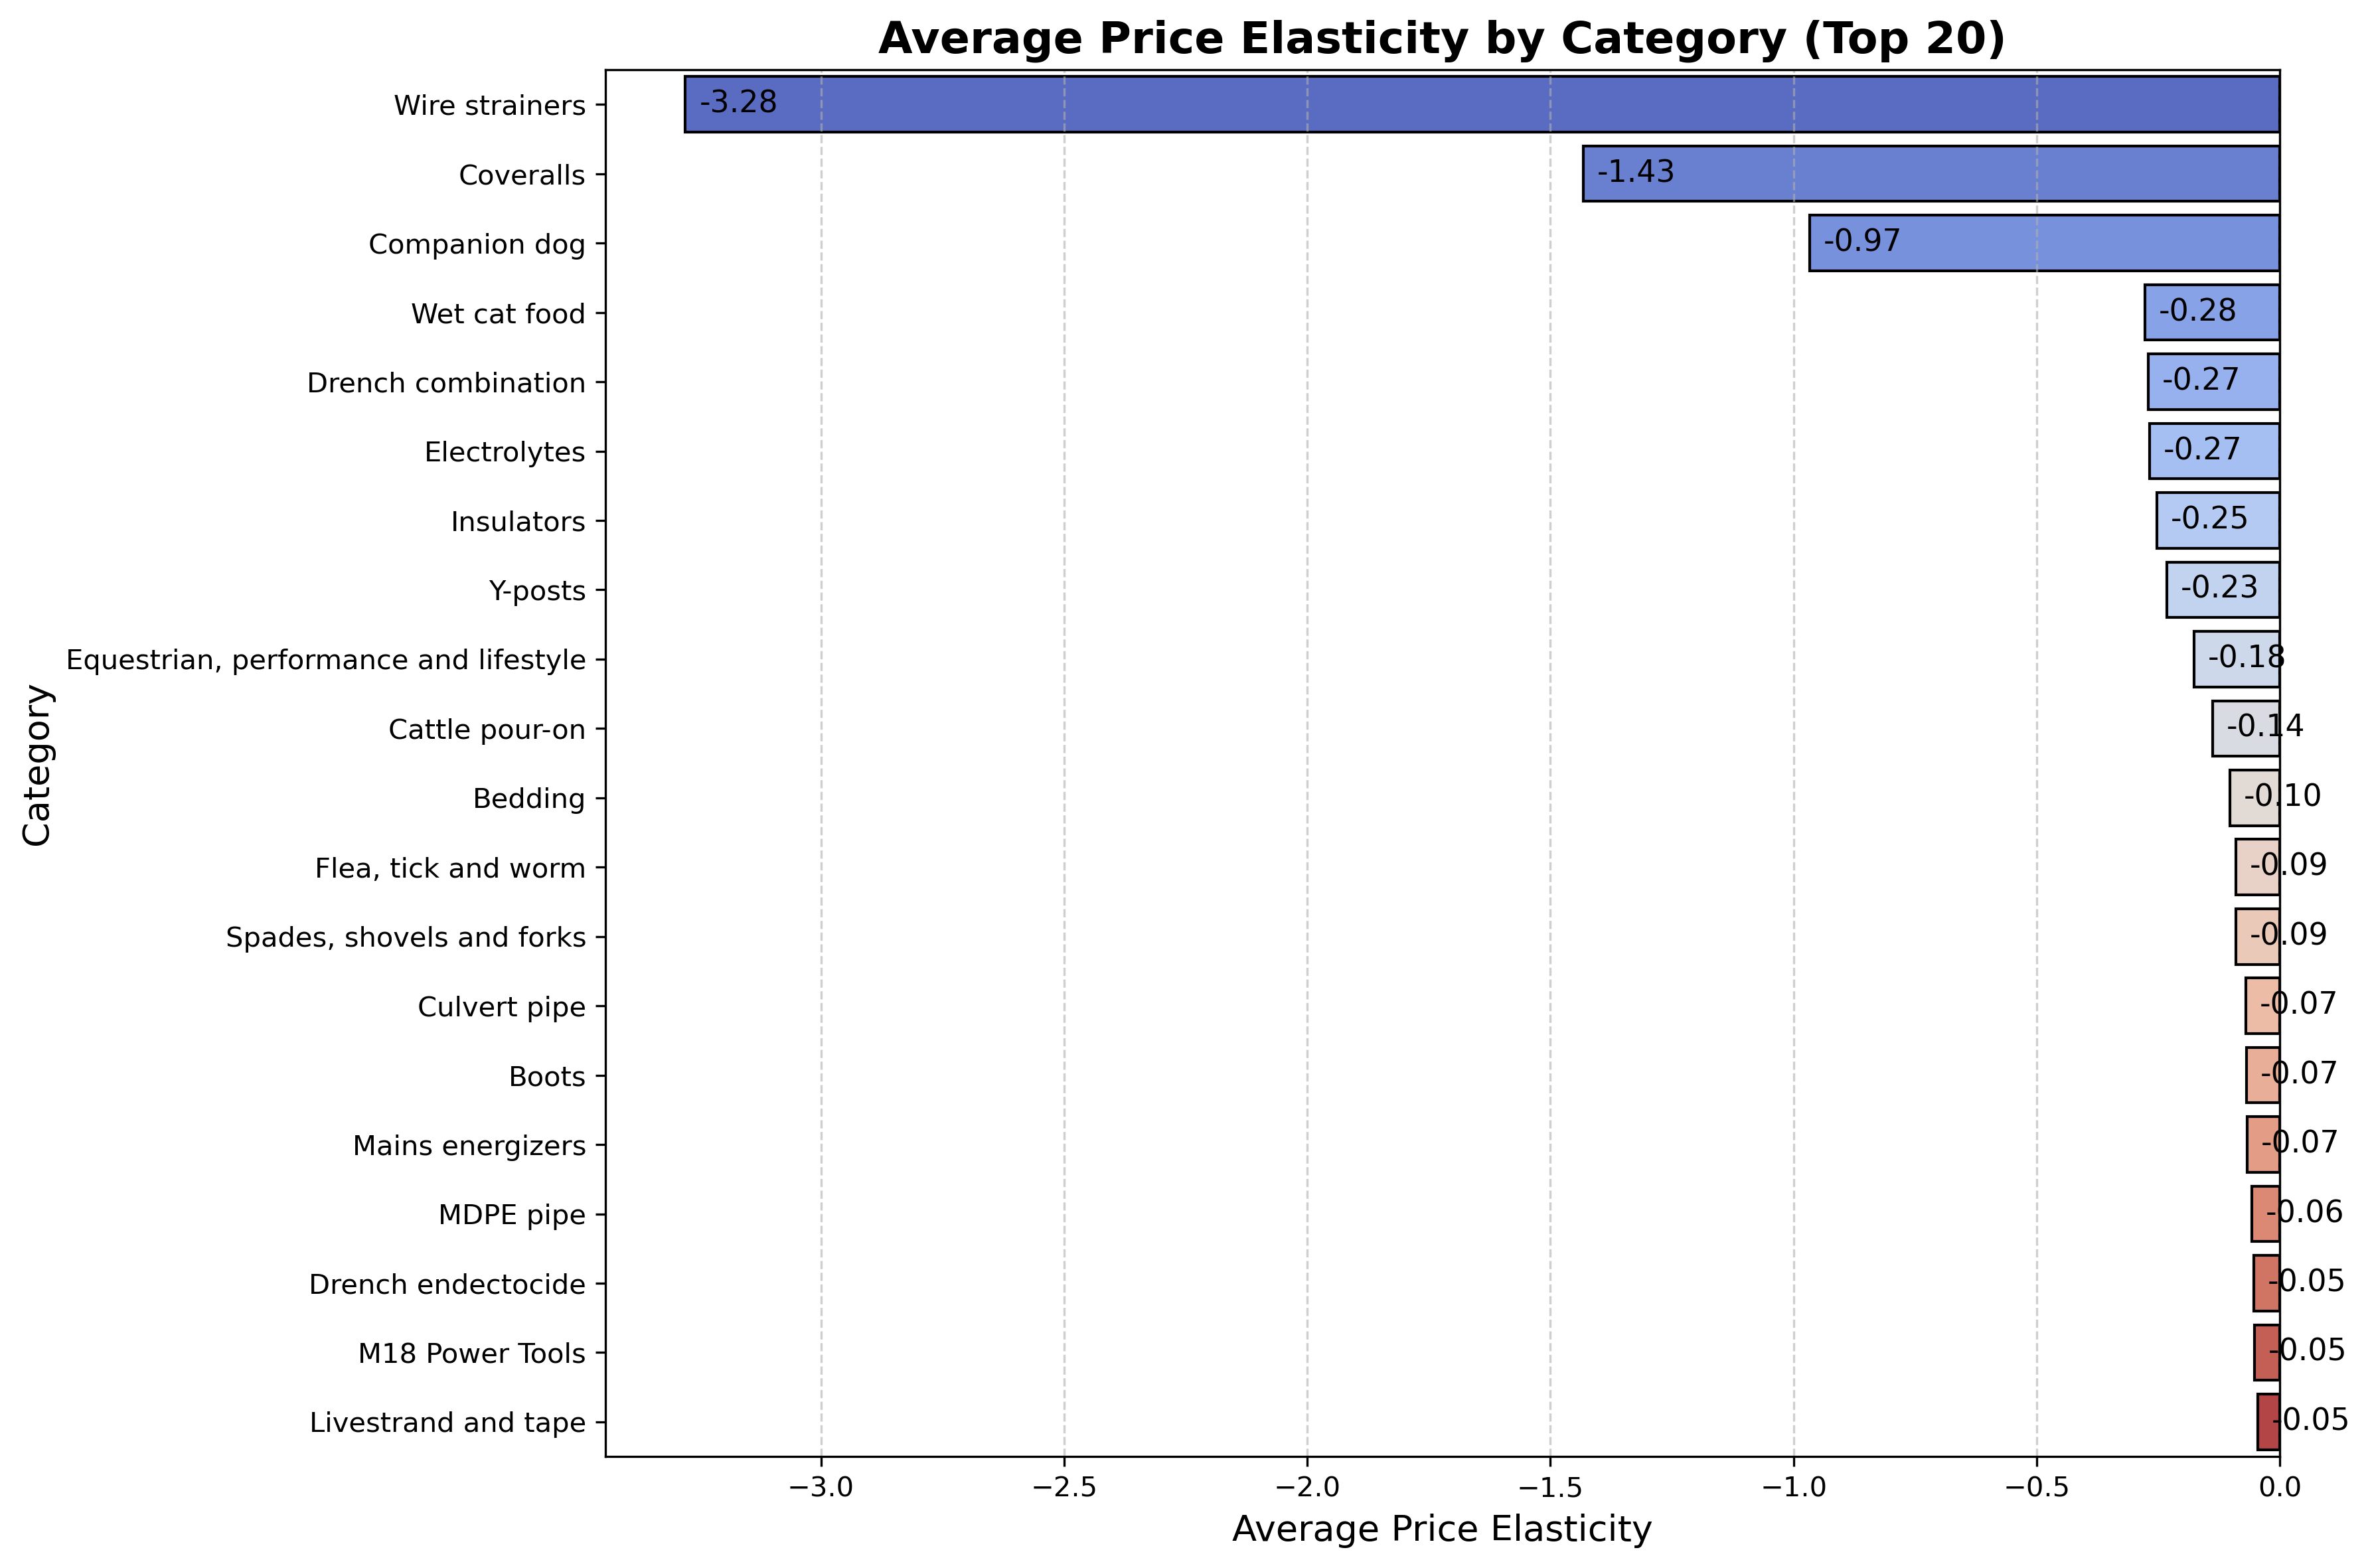 Average Price Elasticity by Category (Top 20)
Category
Wire strainers -3.28
Coveralls -1.43
Companion dog -0.97
Wet cat food -0.28
Drench combination -0.27
Electrolytes -0.27
Insulators -0.25
Y-posts -0.23
Equestrian, performance and lifestyle -0.18
Cattle pour-on -0.14
Bedding -0.10
Flea, tick and worm -0.09
Spades, shovels and forks -0.09
Culvert pipe -0.07
Boots -0.07
Mains energizers -0.07
MDPE pipe -0.06
Drench endectocide -0.05
M18 Power Tools -0.05
Livestrand and tape -0.05
−3.0 −2.5 −2.0 −1.5 −1.0 −0.5 0.0
Average Price Elasticity